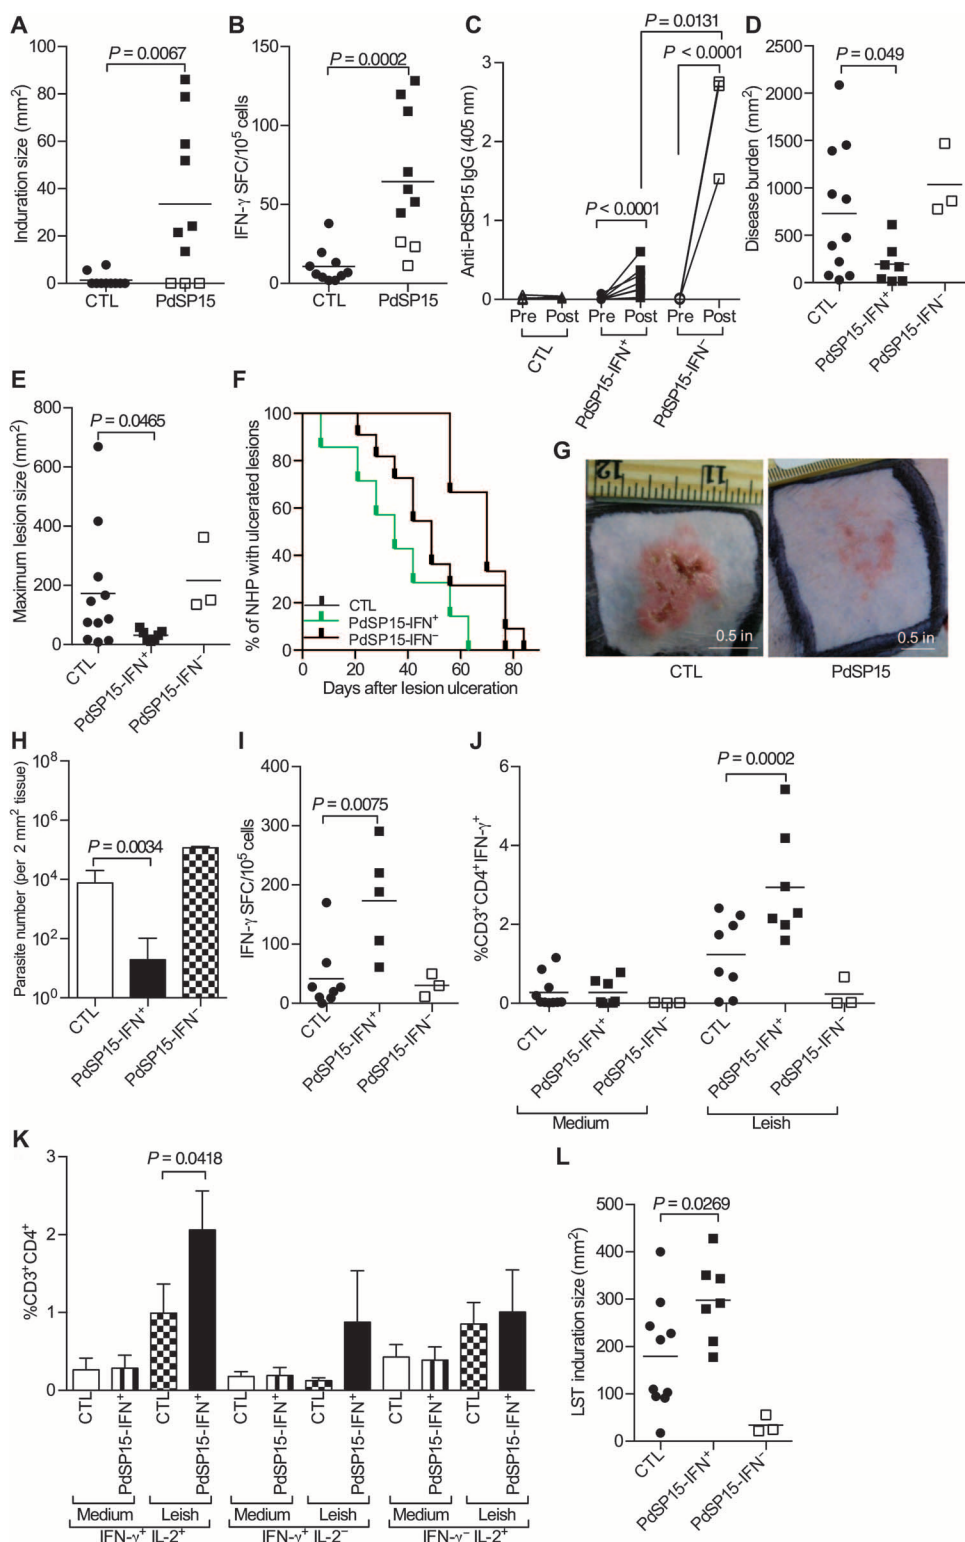 A
Induration size (mm²)
100
80
60
40
20
0
P = 0.0067
CTL
PdSP15
B
IFN-γ SFC/10⁵ cells
150
100
50
0
P = 0.0002
CTL
PdSP15
C
Anti-PdSP15 IgG (405 nm)
3
2
1
0
P = 0.0131
P < 0.0001
P < 0.0001
Pre Post
Pre Post
Pre Post
CTL
PdSP15-IFN⁺
PdSP15-IFN⁻
D
Disease burden (mm²)
2500
2000
1500
1000
500
0
P = 0.049
CTL
PdSP15-IFN⁺
PdSP15-IFN⁻
E
Maximum lesion size(mm²)
800
600
400
200
0
P = 0.0465
CTL
PdSP15-IFN⁺
PdSP15-IFN⁻
F
% of NHP with ulcerated lesions
100
80
60
40
20
0
CTL
PdSP15-IFN⁺
PdSP15-IFN⁻
0 20 40 60 80
Days after lesion ulceration
G
12
11
0.5 in
0.5 in
CTL
PdSP15
H
Parasite number (per 2 mm² tissue)
10⁸
10⁶
10⁴
10²
10⁰
P = 0.0034
CTL
PdSP15-IFN⁺
PdSP15-IFN⁻
I
IFN-γ SFC/10⁵ cells
400
300
200
100
0
P = 0.0075
CTL
PdSP15-IFN⁺
PdSP15-IFN⁻
J
%CD3⁺CD4⁺IFN-γ⁺
6
4
2
0
P = 0.0002
CTL
PdSP15-IFN⁺
PdSP15-IFN⁻
CTL
PdSP15-IFN⁺
PdSP15-IFN⁻
Medium
Leish
K
%CD3⁺CD4⁺
3
2
1
0
P = 0.0418
CTL
PdSP15-IFN⁺
CTL
PdSP15-IFN⁺
CTL
PdSP15-IFN⁺
CTL
PdSP15-IFN⁺
CTL
PdSP15-IFN⁺
CTL
PdSP15-IFN⁺
Medium Leish Medium Leish Medium Leish
IFN-γ⁺ IL-2⁺ IFN-γ⁺ IL-2⁻ IFN-γ⁻ IL-2⁺
L
LST induration size (mm²)
500
400
300
200
100
0
P = 0.0269
CTL
PdSP15-IFN⁺
PdSP15-IFN⁻